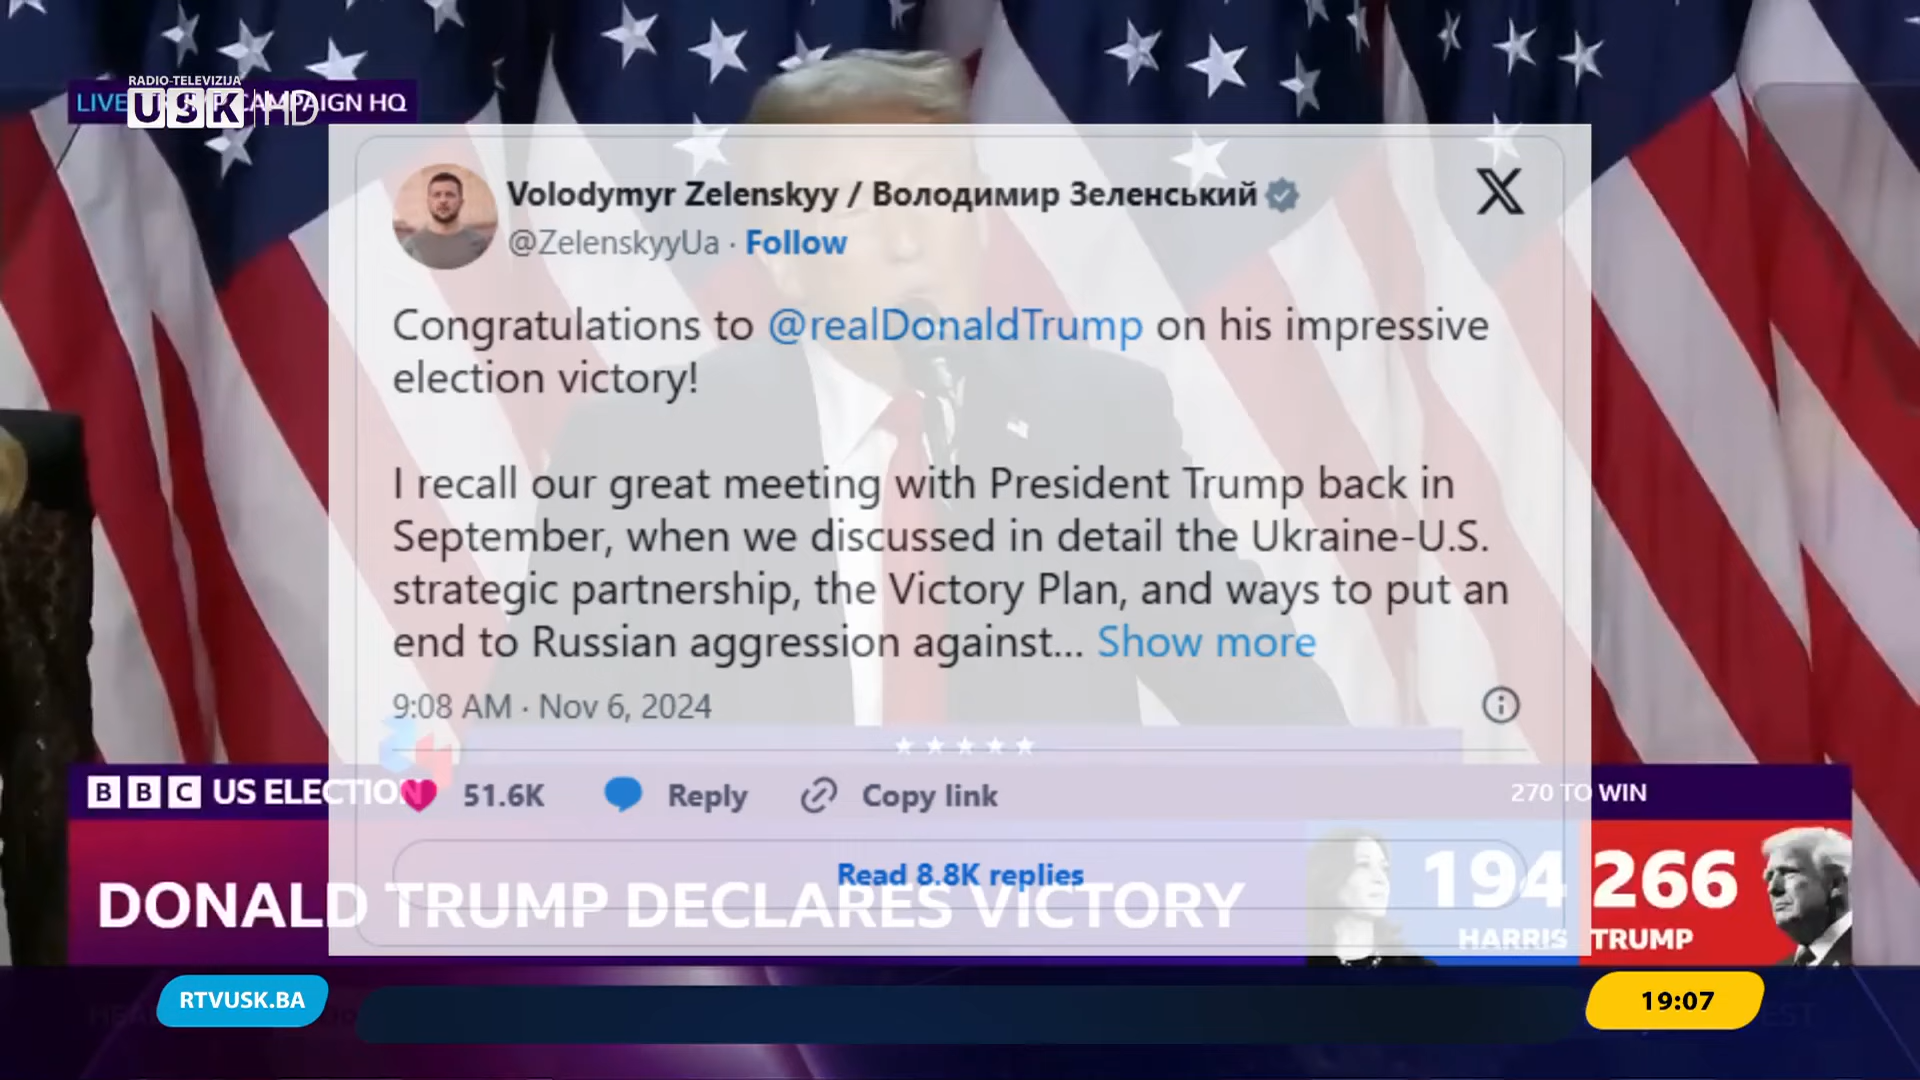 RADIO-TELEVIZIJA
USK HD
LIVE TRUMP CAMPAIGN HQ
Volodymyr Zelenskyy / Володимир Зеленський
@ZelenskyyUa · Follow
Congratulations to @realDonaldTrump on his impressive
election victory!
I recall our great meeting with President Trump back in
September, when we discussed in detail the Ukraine-U.S.
strategic partnership, the Victory Plan, and ways to put an
end to Russian aggression against... Show more
9:08 AM · Nov 6, 2024
51.6K Reply Copy link
Read 8.8K replies
BBC US ELECTION
270 TO WIN
DONALD TRUMP DECLARES VICTORY
194 266
HARRIS TRUMP
RTVUSK.BA
19:07